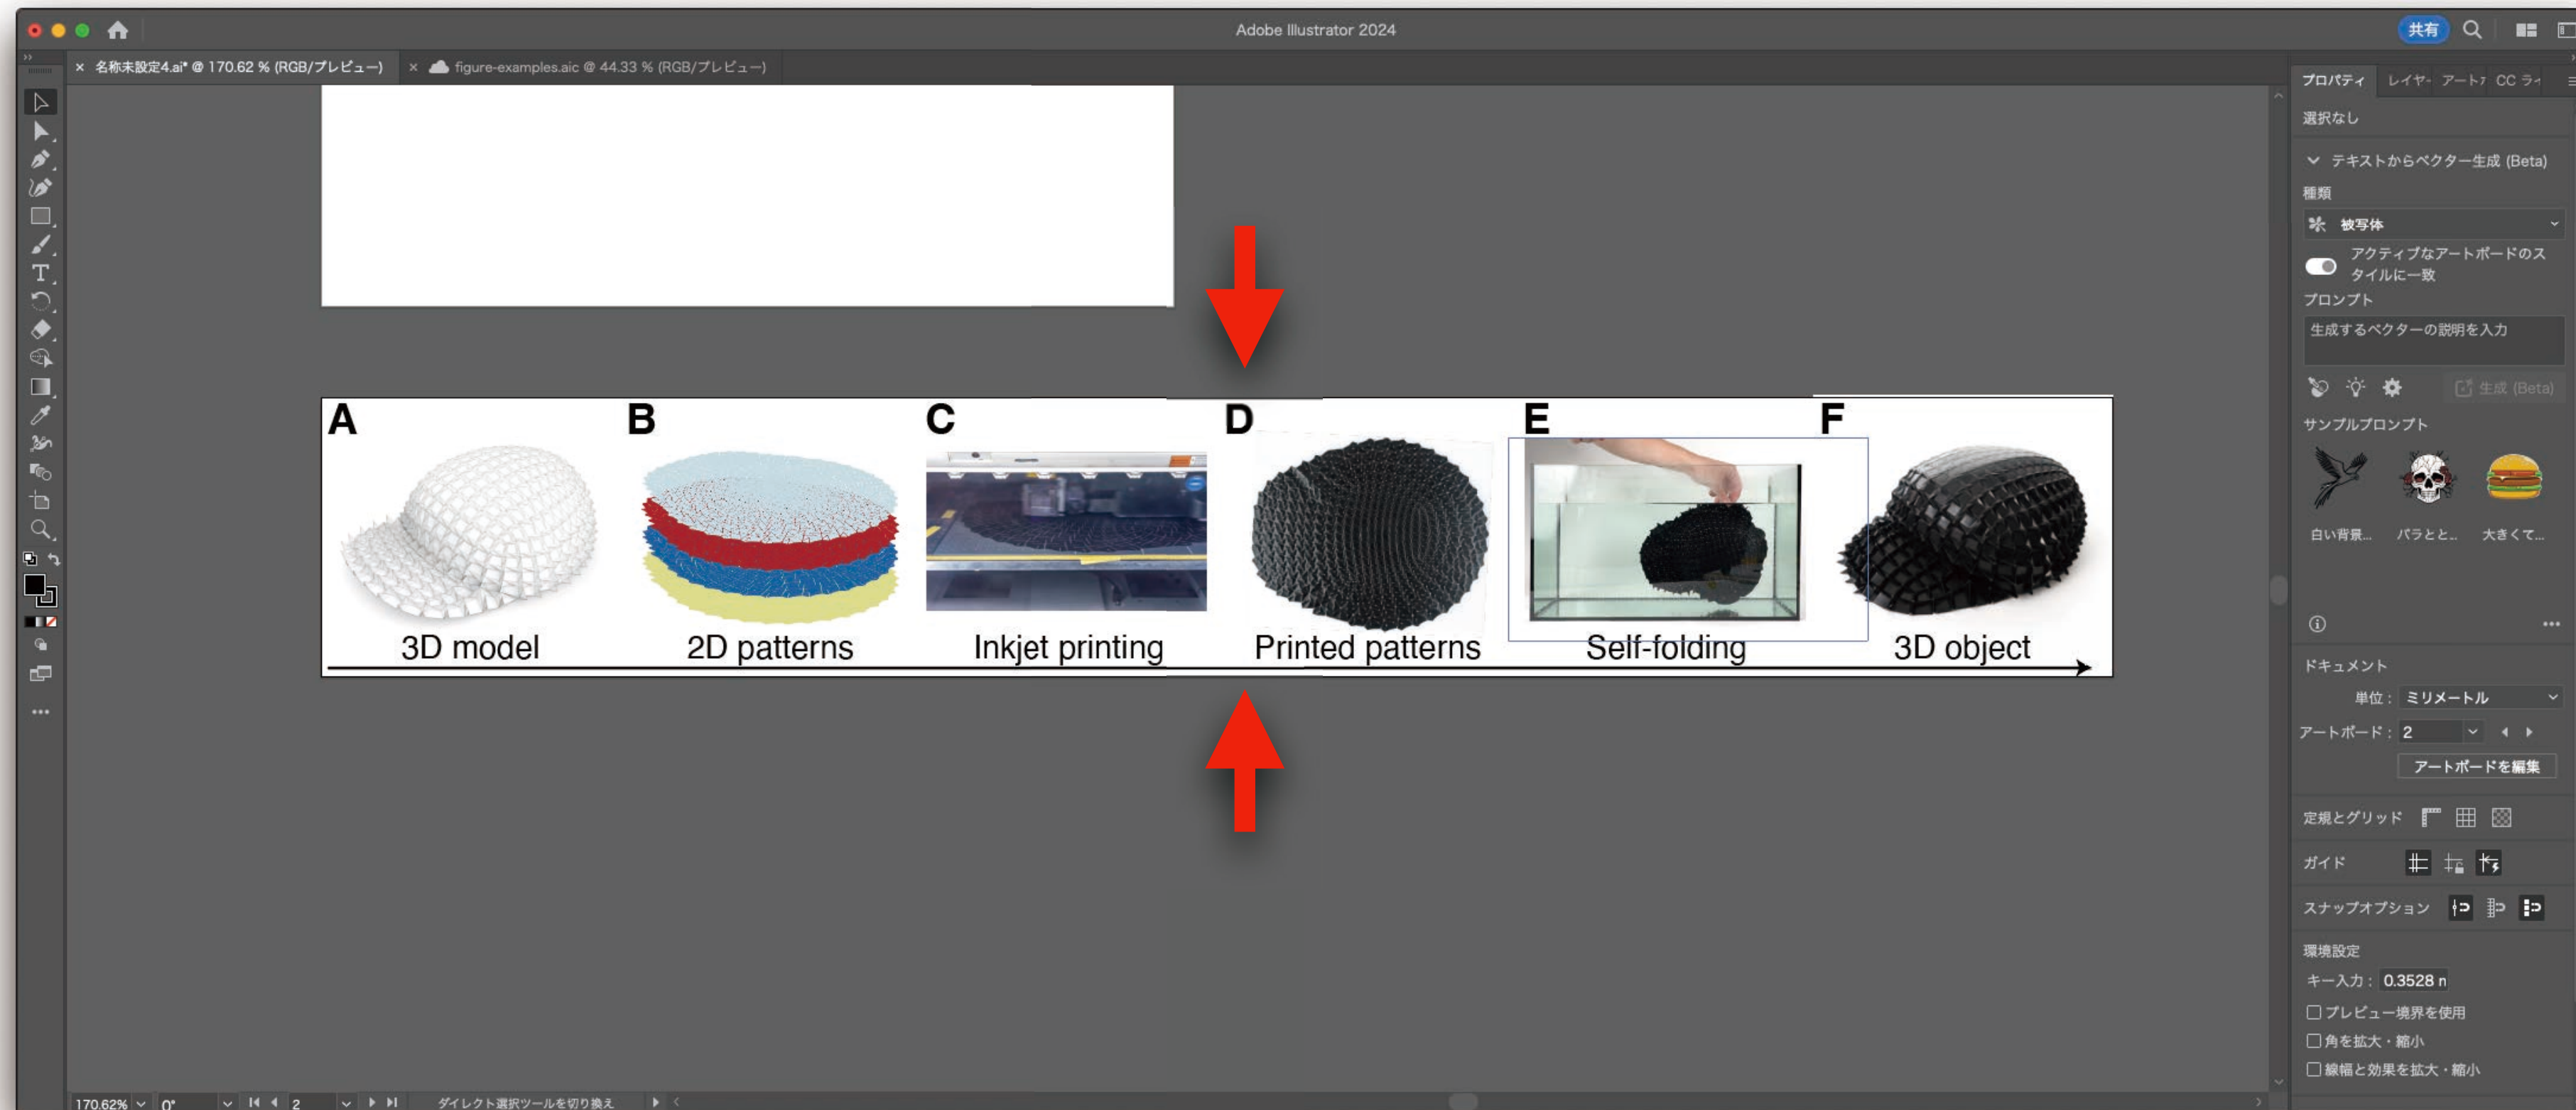 Adobe Illustrator 2024
共有
× 名称未設定4.ai* @ 170.62 % (RGB/プレビュー)
× figure-examples.aic @ 44.33 % (RGB/プレビュー)
プロパティ レイヤ- アートﾌ CC ラ-
選択なし
テキストからベクター生成 (Beta)
種類
被写体
アクティブなアートボードのス
タイルに一致
プロンプト
生成するベクターの説明を入力
生成 (Beta)
サンプルプロンプト
白い背景... バラとと... 大きくて...
A B C D E F
3D model 2D patterns Inkjet printing Printed patterns Self-folding 3D object
ドキュメント
単位: ミリメートル
アートボード: 2
アートボードを編集
定規とグリッド
ガイド
スナップオプション
環境設定
キー入力: 0.3528 n
プレビュー境界を使用
角を拡大・縮小
線幅と効果を拡大・縮小
170.62% 0° 2 ダイレクト選択ツールを切り換え